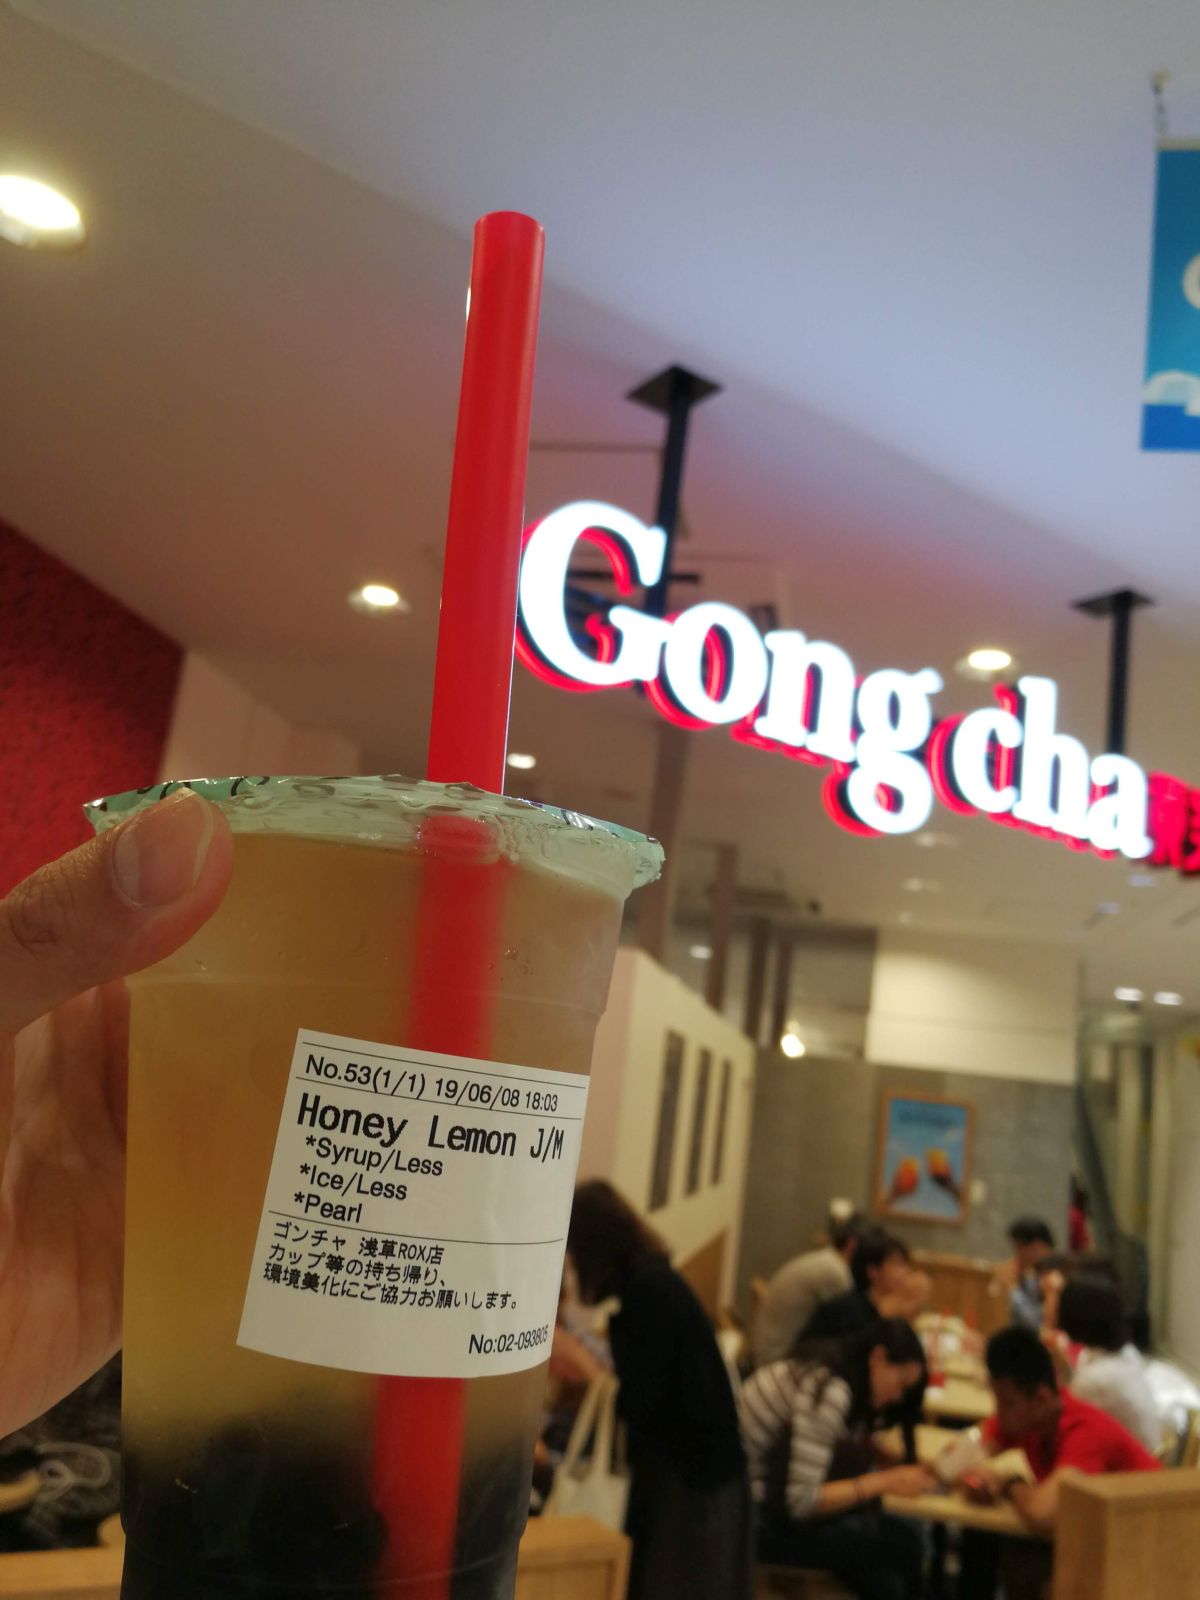 Gong cha
No.53(1/1) 19/06/08 18:03
Honey Lemon J/M
*Syrup/Less
*Ice/Less
*Pearl
ゴンチャ 浅草ROX店
カップ等の持ち帰り、
環境美化にご協力お願いします。
No:02-093805